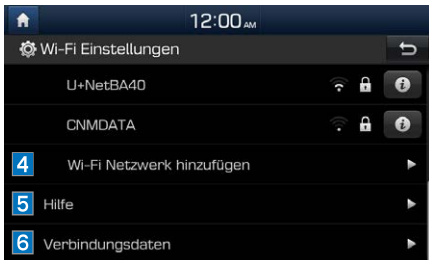 12:00 AM
Wi-Fi Einstellungen
U+NetBA40
CNMDATA
4 Wi-Fi Netzwerk hinzufügen
5 Hilfe
6 Verbindungsdaten